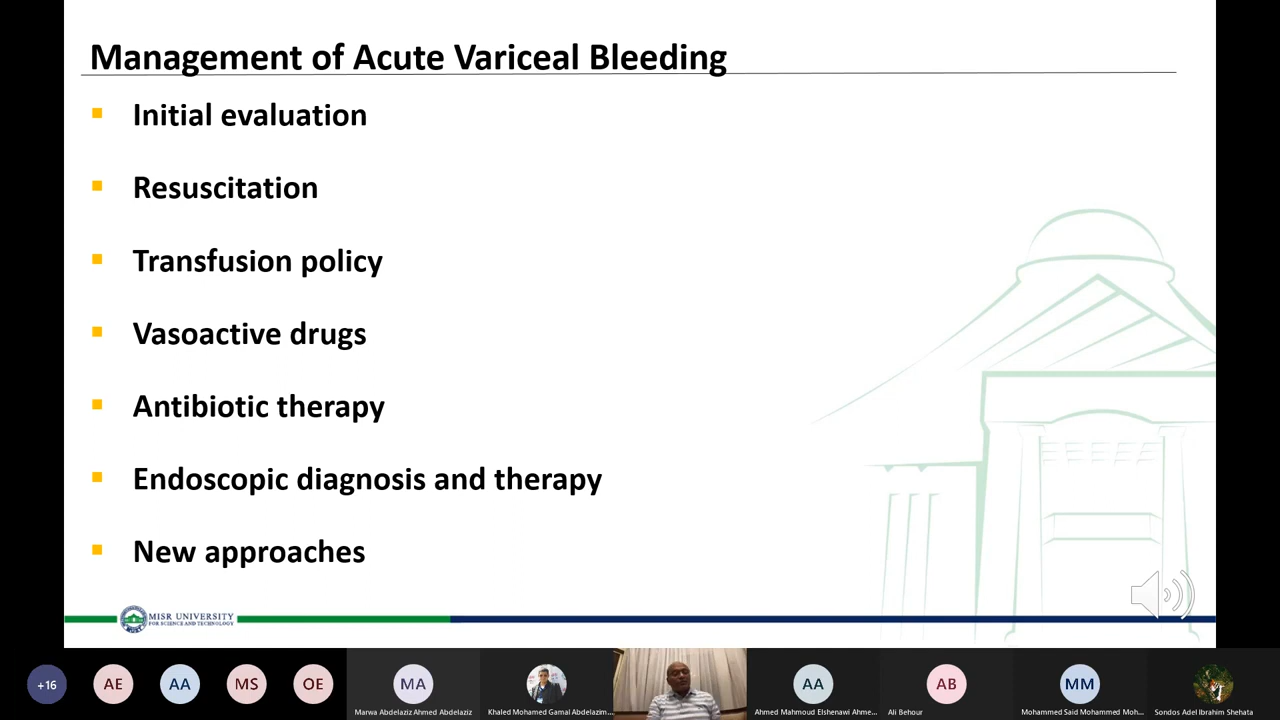 Management of Acute Variceal Bleeding
Initial evaluation
Resuscitation
Transfusion policy
Vasoactive drugs
Antibiotic therapy
Endoscopic diagnosis and therapy
New approaches
MISR UNIVERSITY
FOR SCIENCE AND TECHNOLOGY
+16
AE
AA
MS
OE
MA
AA
AB
MM
Marwa Abdelaziz Ahmed Abdelaziz
Khaled Mohamed Gamal Abdelazim...
Ahmed Mahmoud Elshenawi Ahme...
Ali Behour
Mohammed Said Mohammed Moh...
Sondos Adel Ibrahim Shehata